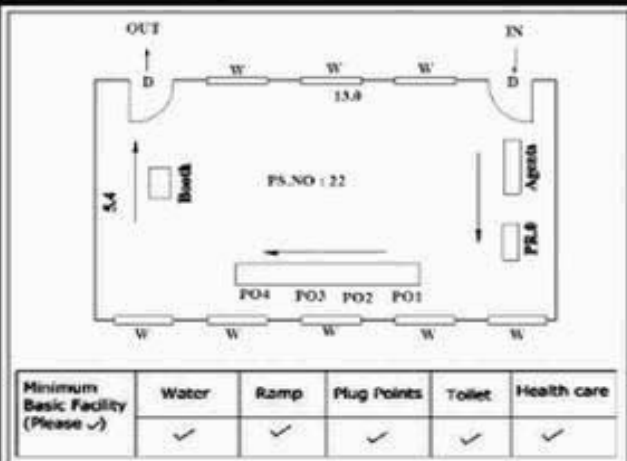 OUT IN
D W W W D
13.0
5.4
Booth
PS.NO : 22
Agents
PR.0
PO4 PO3 PO2 PO1
W W W W W
Minimum Basic Facility (Please ✓) Water Ramp Plug Points Toilet Health care
✓ ✓ ✓ ✓ ✓